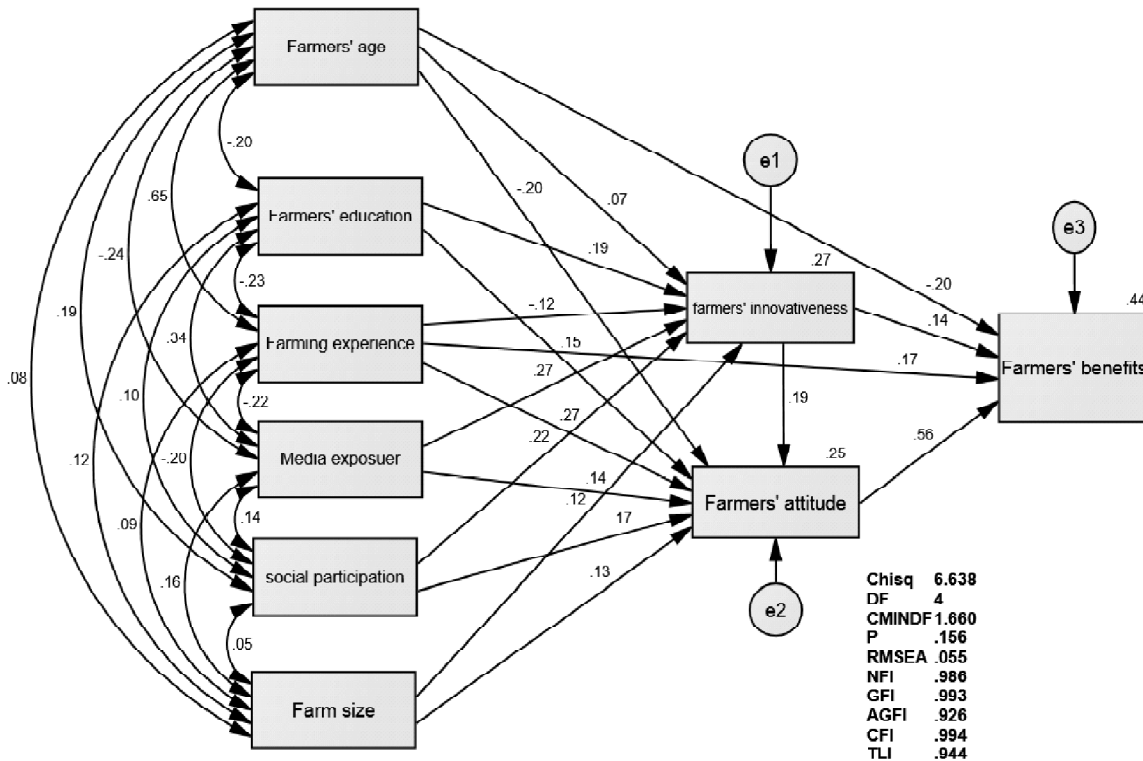 Farmers' age
-.20
e1
-.20
.07
.65
Farmers' education
e3
.19
-.24
.27
-.20
.44
-.23
-.12
farmers' innovativeness
.14
.19
Farming experience
.15
.17
Farmers' benefits
.34
.08
.27
.10
-.22
.19
.22
.56
-.20
Media exposuer
.14
.25
.12
.12
Farmers' attitude
.09
.14
17
.16
social participation
.13
e2
.05
Farm size
Chisq 6.638
DF 4
CMINDF 1.660
P .156
RMSEA .055
NFI .986
GFI .993
AGFI .926
CFI .994
TLI .944